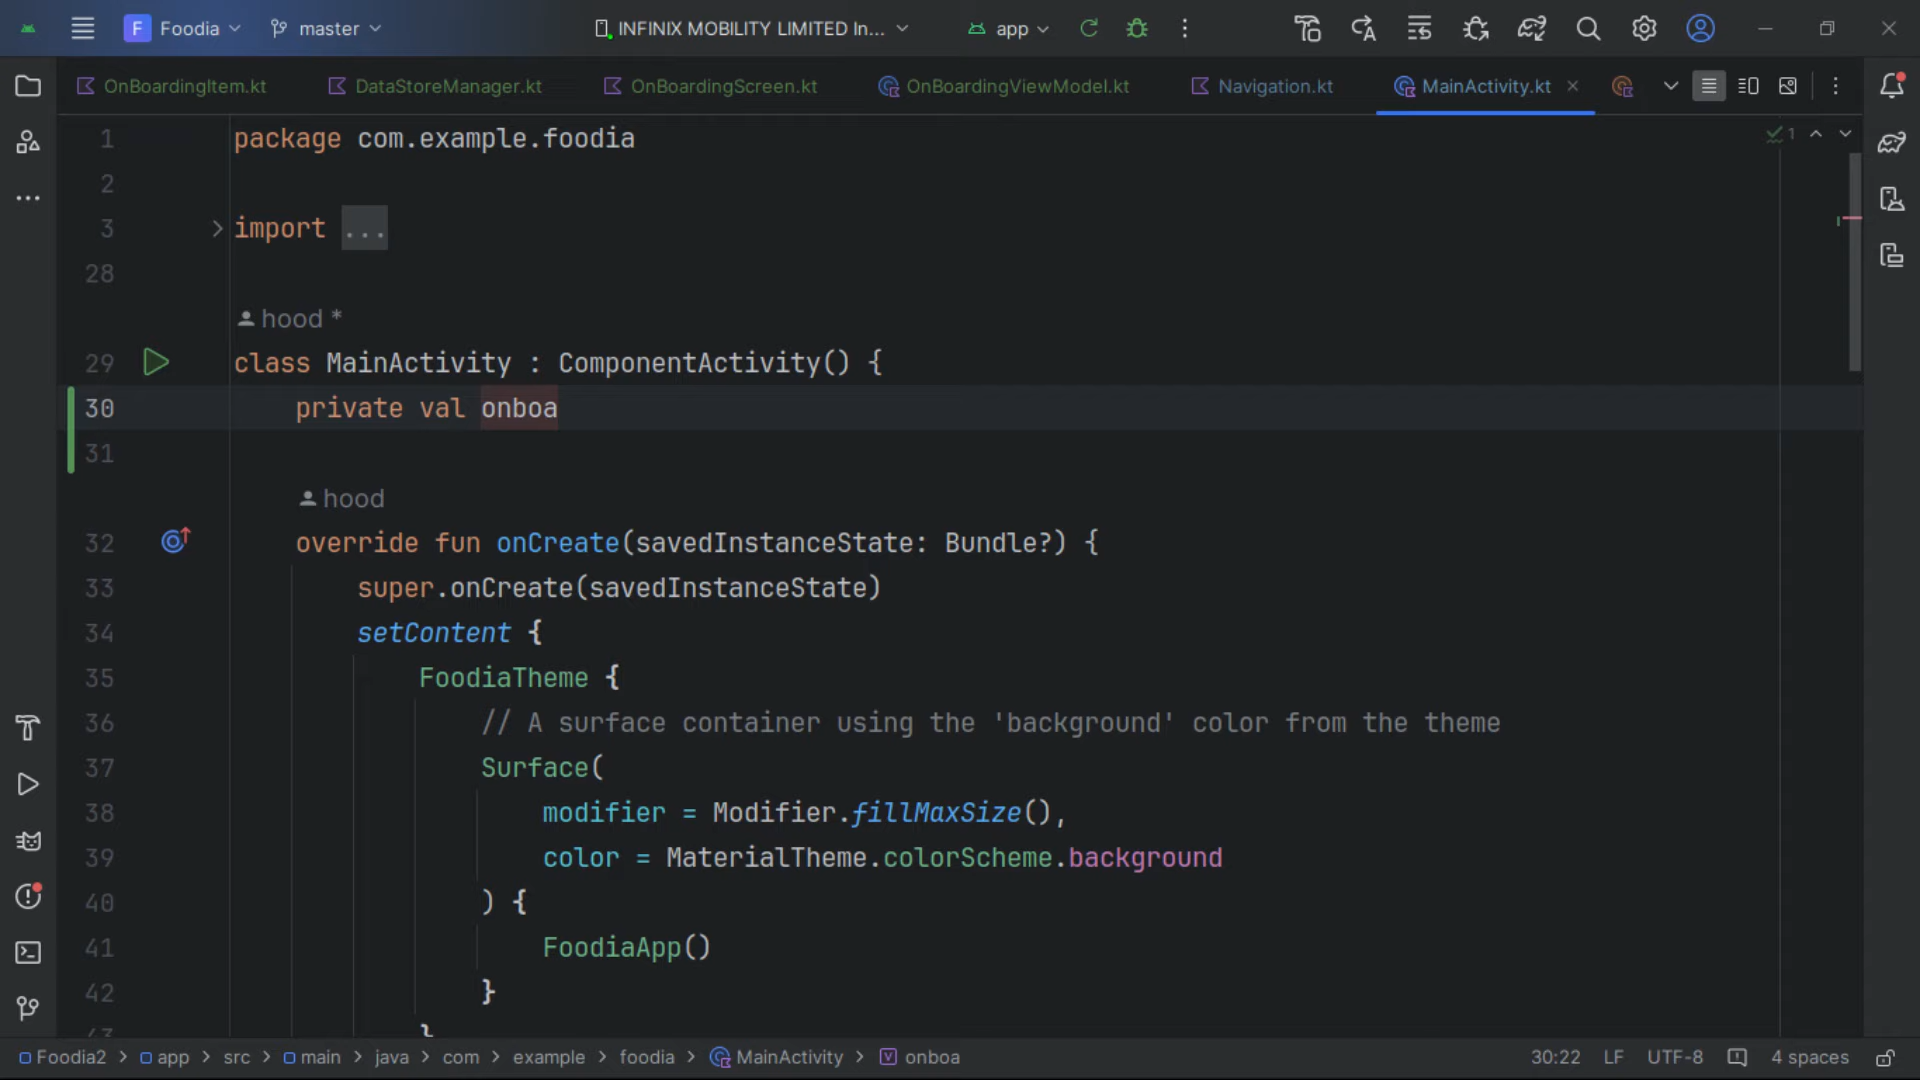 F Foodia master INFINIX MOBILITY LIMITED In... app
OnBoardingItem.kt DataStoreManager.kt OnBoardingScreen.kt OnBoardingViewModel.kt Navigation.kt MainActivity.kt
1 package com.example.foodia
1
2
3 import ...
28
hood *
29 class MainActivity : ComponentActivity() {
30 private val onboa
31
hood
32 override fun onCreate(savedInstanceState: Bundle?) {
33 super.onCreate(savedInstanceState)
34 setContent {
35 FoodiaTheme {
36 // A surface container using the 'background' color from the theme
37 Surface(
38 modifier = Modifier.fillMaxSize(),
39 color = MaterialTheme.colorScheme.background
40 ) {
41 FoodiaApp()
42 }
43 }
Foodia2 > app > src > main > java > com > example > foodia > MainActivity > onboa 30:22 LF UTF-8 4 spaces